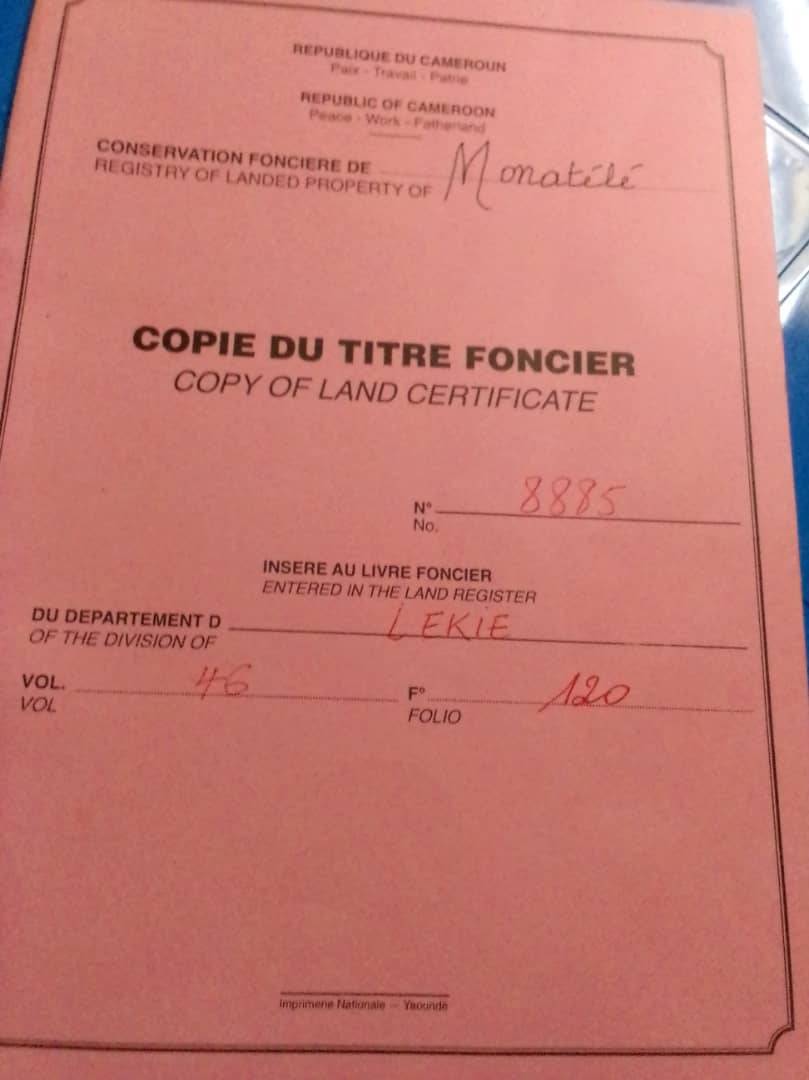 REPUBLIQUE DU CAMEROUN
Paix - Travail - Patrie
REPUBLIC OF CAMEROON
Peace - Work - Fatherland
CONSERVATION FONCIERE DE
REGISTRY OF LANDED PROPERTY OF Monatélé
COPIE DU TITRE FONCIER
COPY OF LAND CERTIFICATE
N° 8885
No.
INSERE AU LIVRE FONCIER
ENTERED IN THE LAND REGISTER
DU DEPARTEMENT D LEKIE
OF THE DIVISION OF
VOL. 46 F° 120
VOL FOLIO
Imprimerie Nationale — Yaoundé